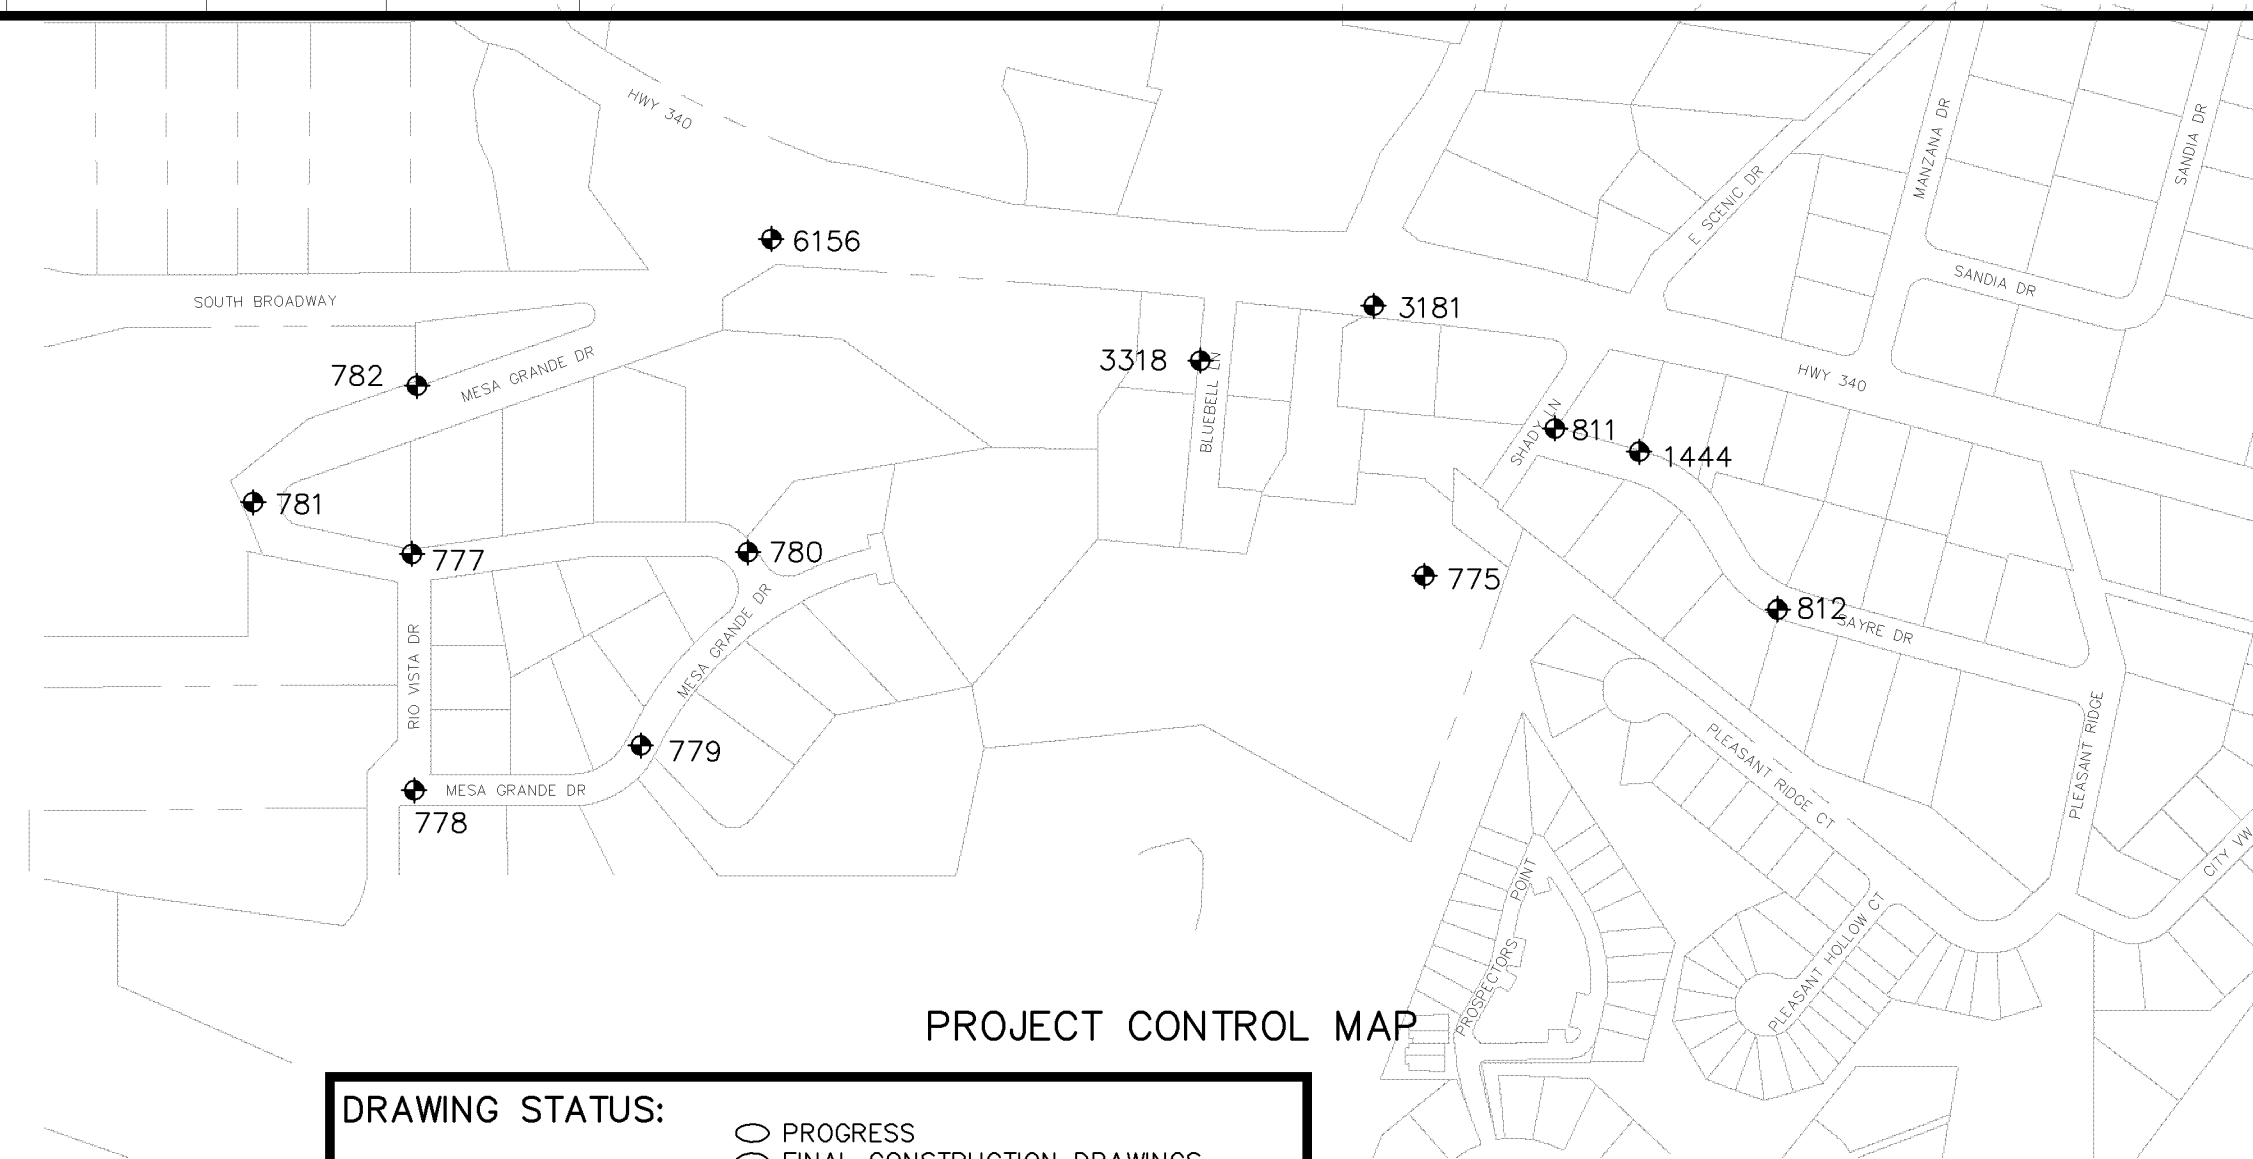 HWY 340
MANZANA DR
SANDIA DR
E SCENIC DR
6156
SANDIA DR
SOUTH BROADWAY
3181
782
MESA GRANDE DR
3318
BLUEBELL LN
HWY 340
SHADY LN
811
1444
781
777
780
775
812
SAYRE DR
RIO VISTA DR
MESA GRANDE DR
779
PLEASANT RIDGE
PLEASANT RIDGE CT
778
MESA GRANDE DR
PROSPECTORS POINT
CITY VW
PLEASANT HOLLOW CT
PROJECT CONTROL MAP
DRAWING STATUS:
PROGRESS
FINAL CONSTRUCTION DRAWINGS